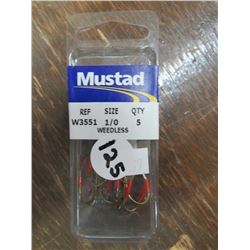 Mustad
REF SIZE QTY
W3551 1/0 5
WEEDLESS
125